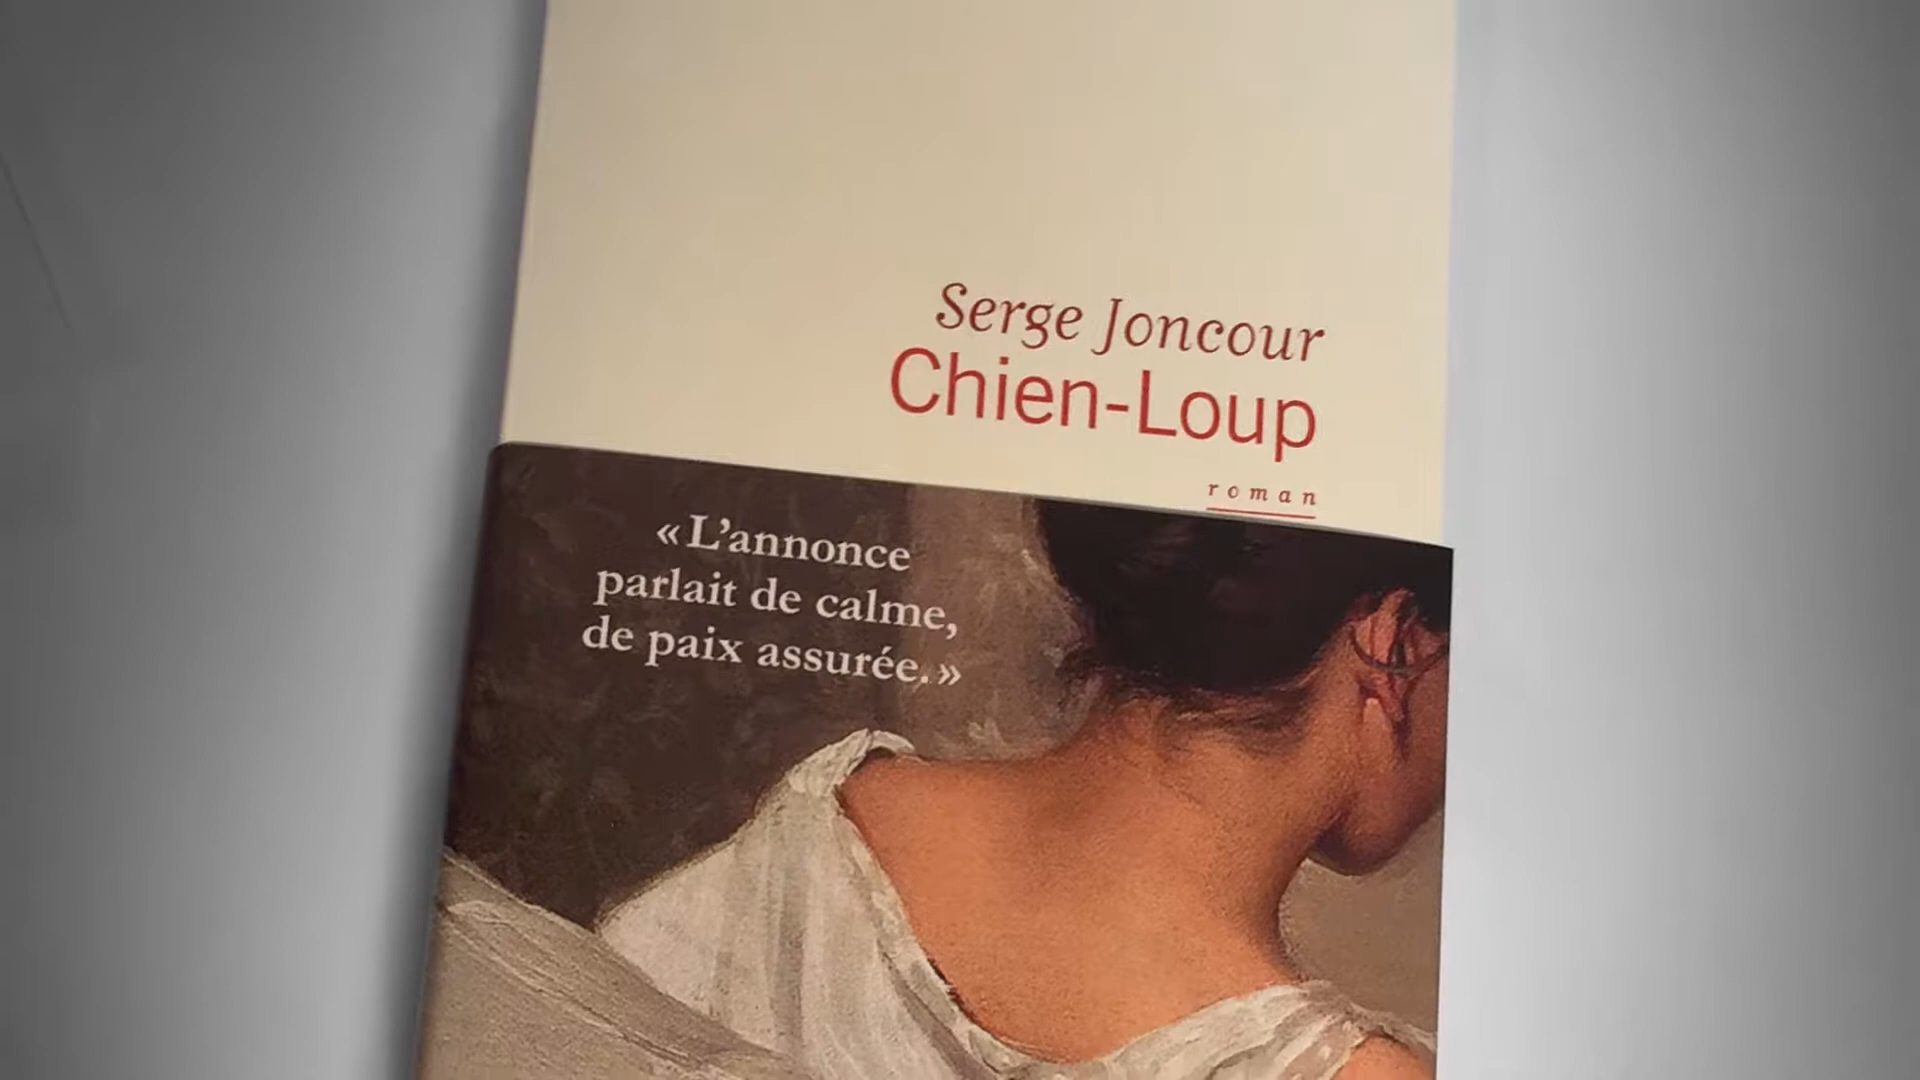 Serge Joncour
Chien-Loup
roman
« L'annonce
parlait de calme,
de paix assurée. »